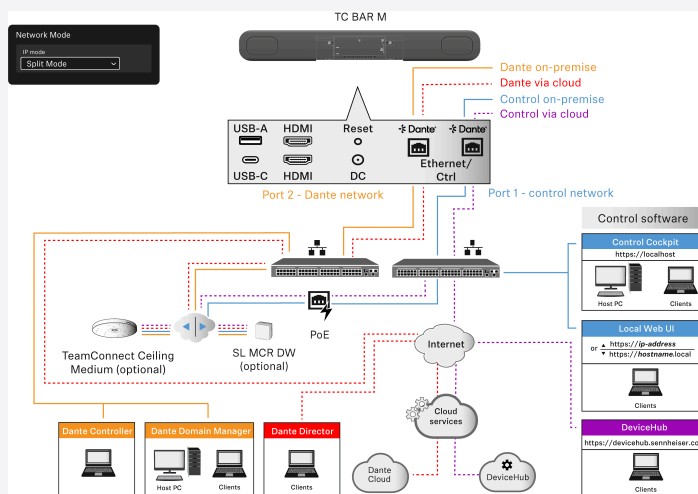 TC BAR M
Network Mode
IP mode
Split Mode
Dante on-premise
Dante via cloud
Control on-premise
Control via cloud
USB-A HDMI Reset Dante Dante
Ethernet/
Ctrl
USB-C HDMI DC
Port 2 - Dante network
Port 1 - control network
Control software
Control Cockpit
https://localhost
Host PC Clients
Local Web UI
or https://ip-address
https://hostname.local
Clients
DeviceHub
https://devicehub.sennheiser.co
Clients
PoE
TeamConnect Ceiling
Medium (optional)
SL MCR DW
(optional)
Internet
Cloud
services
Dante
Cloud
DeviceHub
Dante Controller
Clients
Dante Domain Manager
Host PC Clients
Dante Director
Clients